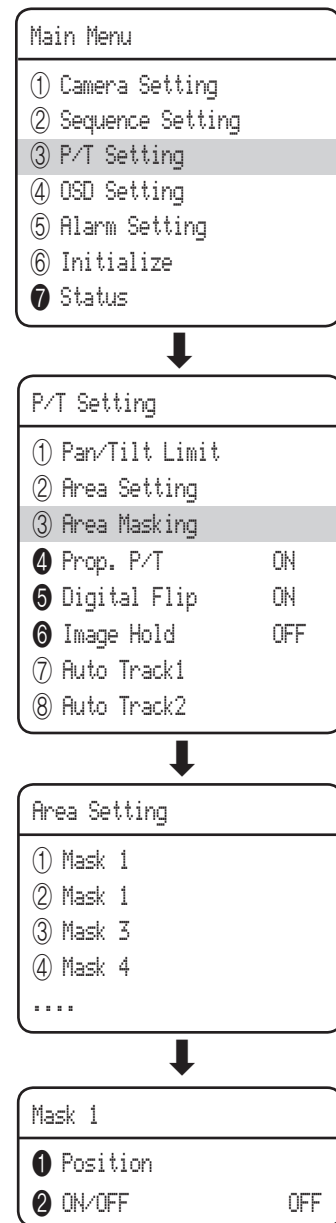 Main Menu
① Camera Setting
② Sequence Setting
③ P/T Setting
④ OSD Setting
⑤ Alarm Setting
⑥ Initialize
❼ Status
P/T Setting
① Pan/Tilt Limit
② Area Setting
③ Area Masking
❹ Prop. P/T ON
❺ Digital Flip ON
❻ Image Hold OFF
⑦ Auto Track1
⑧ Auto Track2
Area Setting
① Mask 1
② Mask 1
③ Mask 3
④ Mask 4
....
Mask 1
❶ Position
❷ ON/OFF OFF